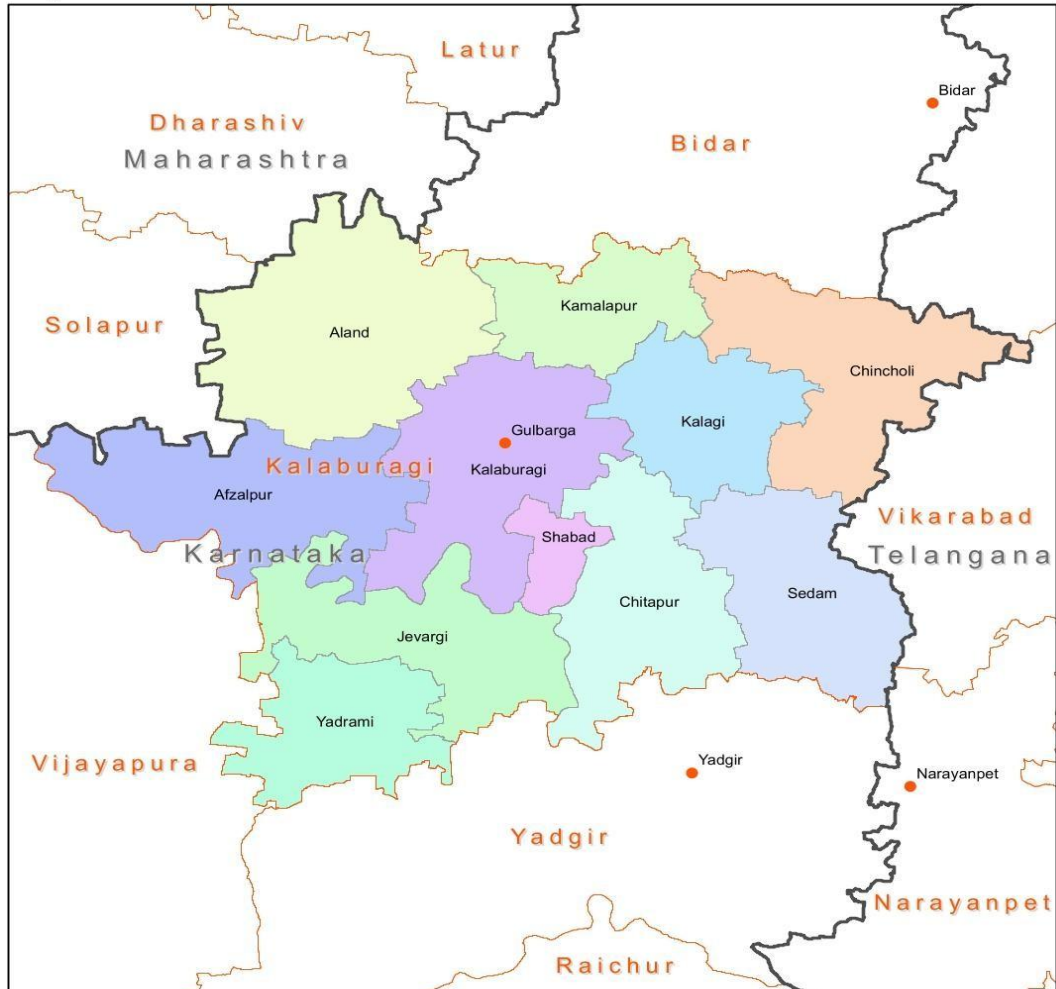 Latur
Bidar
Dharashiv
Maharashtra
Bidar
Solapur
Kamalapur
Aland
Chincholi
Kalagi
Gulbarga
Kalaburagi
Kalaburagi
Afzalpur
Vikarabad
Shabad
Karnataka
Telangana
Sedam
Chitapur
Jevargi
Yadrami
Vijayapura
Yadgir
Narayanpet
Yadgir
Narayanpet
Raichur